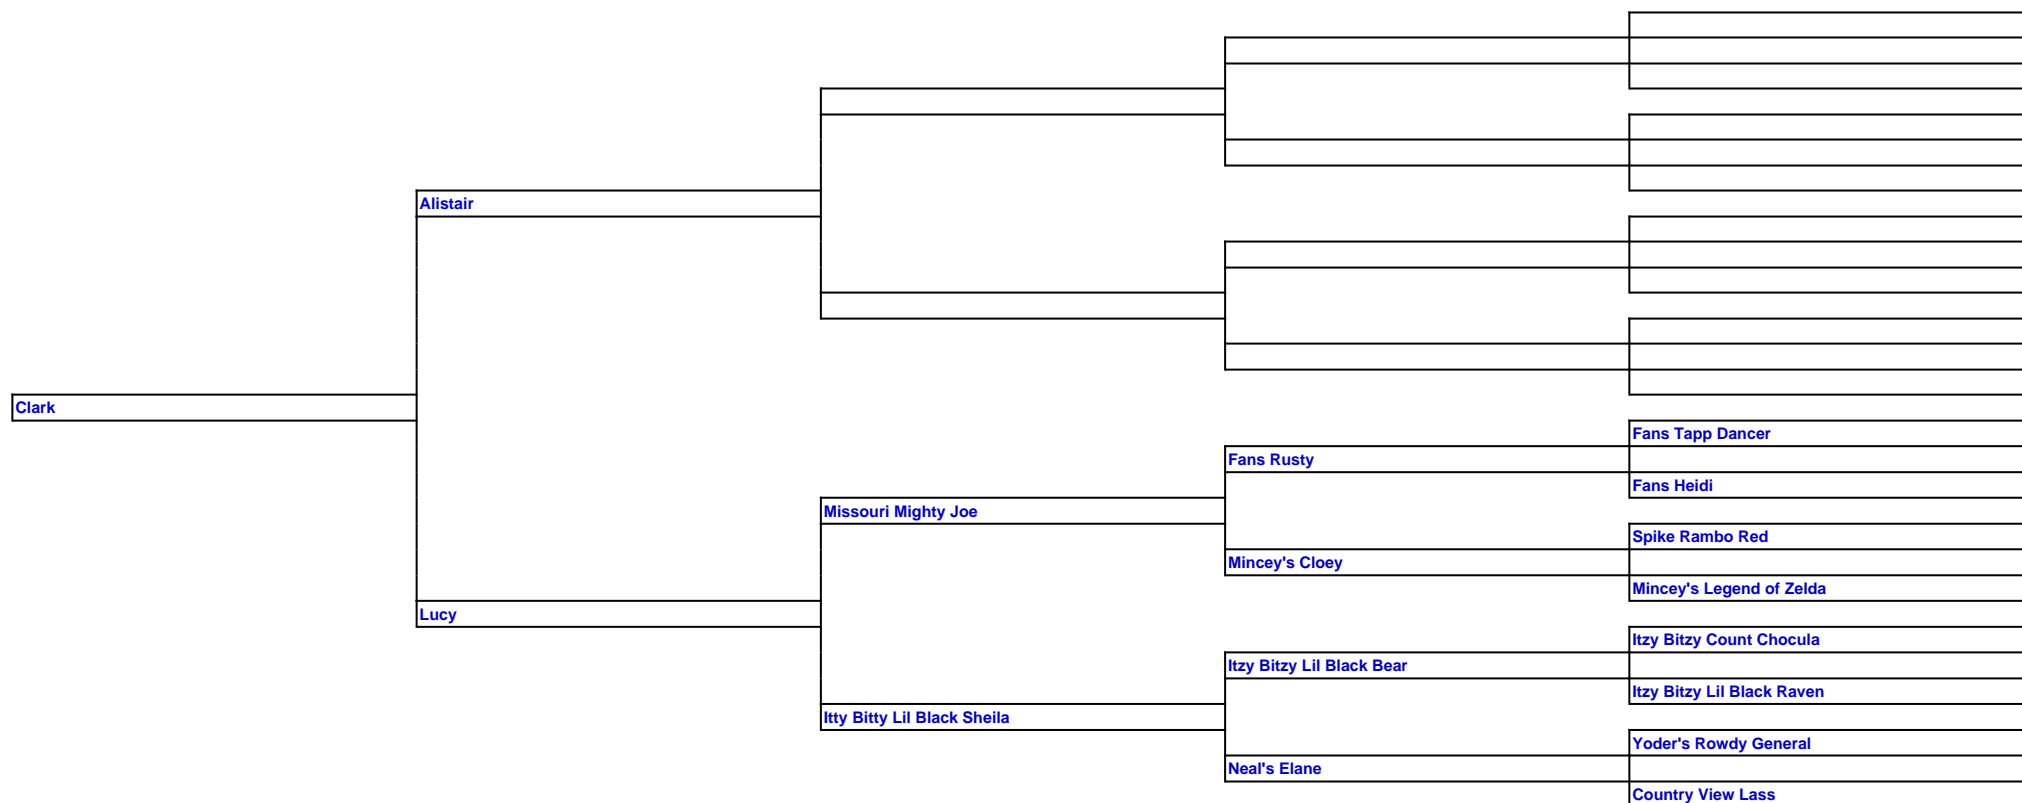 Alistair
Clark
Fans Tapp Dancer
Fans Rusty
Fans Heidi
Missouri Mighty Joe
Spike Rambo Red
Mincey's Cloey
Mincey's Legend of Zelda
Lucy
Itzy Bitzy Count Chocula
Itzy Bitzy Lil Black Bear
Itzy Bitzy Lil Black Raven
Itty Bitty Lil Black Sheila
Yoder's Rowdy General
Neal's Elane
Country View Lass